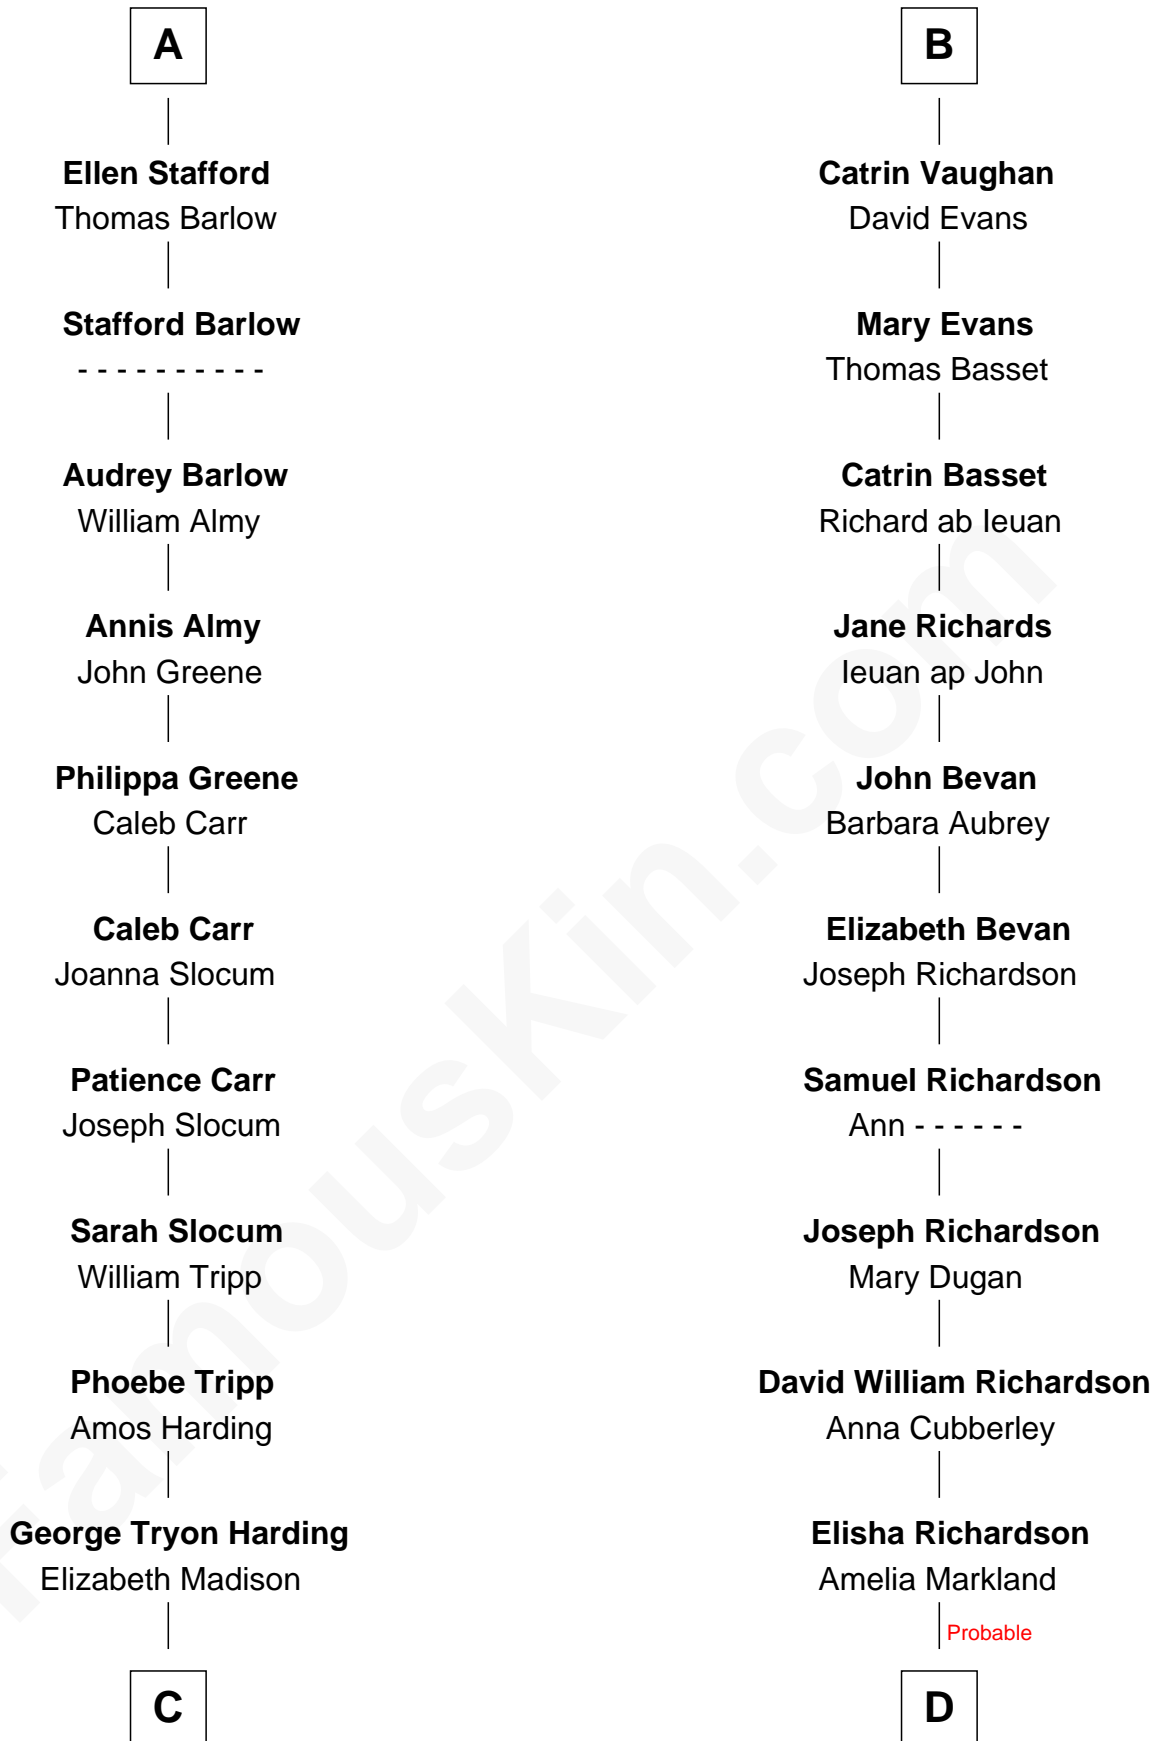 A
Ellen Stafford
Thomas Barlow
Stafford Barlow
- - - - - - - - - -
Audrey Barlow
William Almy
Annis Almy
John Greene
Philippa Greene
Caleb Carr
Caleb Carr
Joanna Slocum
Patience Carr
Joseph Slocum
Sarah Slocum
William Tripp
Phoebe Tripp
Amos Harding
George Tryon Harding
Elizabeth Madison
C
B
Catrin Vaughan
David Evans
Mary Evans
Thomas Basset
Catrin Basset
Richard ab Ieuan
Jane Richards
Ieuan ap John
John Bevan
Barbara Aubrey
Elizabeth Bevan
Joseph Richardson
Samuel Richardson
Ann - - - - - -
Joseph Richardson
Mary Dugan
David William Richardson
Anna Cubberley
Elisha Richardson
Amelia Markland
Probable
D
FamousKin.com